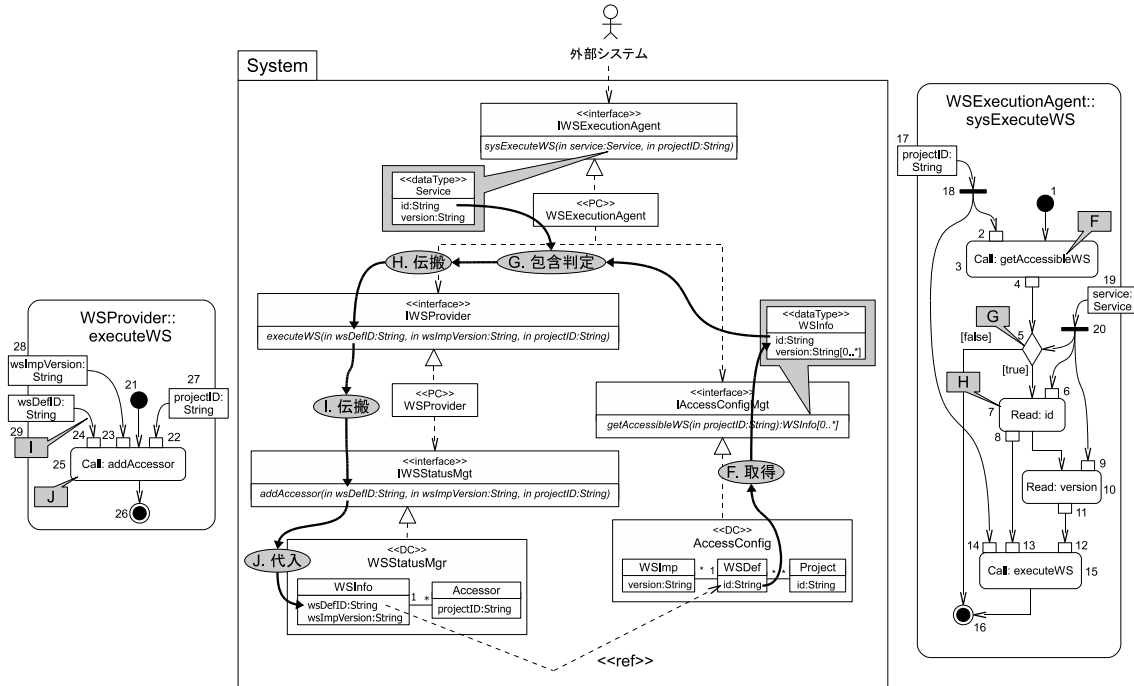 外部システム
System
<<interface>>
IWSExecutionAgent
sysExecuteWS(in service:Service, in projectID:String)
<<dataType>>
Service
id:String
version:String
<<PC>>
WSExecutionAgent
H. 伝搬
G. 包含判定
<<interface>>
IWSProvider
executeWS(in wsDefID:String, in wsImpVersion:String, in projectID:String)
<<dataType>>
WSInfo
id:String
version:String[0..*]
<<PC>>
WSProvider
I. 伝搬
<<interface>>
IAccessConfigMgt
getAccessibleWS(in projectID:String):WSInfo[0..*]
<<interface>>
IWSStatusMgt
addAccessor(in wsDefID:String, in wsImpVersion:String, in projectID:String)
F. 取得
J. 代入
<<DC>>
WSStatusMgr
WSInfo
wsDefID:String
wsImpVersion:String
1
*
Accessor
projectID:String
<<DC>>
AccessConfig
WSImp
version:String
*
1
WSDef
id:String
*
*
Project
id:String
<<ref>>
WSProvider::
executeWS
28
wsImpVersion:
String
27
projectID:
String
21
wsDefID:
String
29
I
24
23
22
25
Call: addAccessor
J
26
WSExecutionAgent::
sysExecuteWS
17
projectID:
String
18
1
F
2
3
Call: getAccessibleWS
4
19
service:
Service
20
G
5
[false]
[true]
H
6
7
Read: id
8
9
Read: version
10
11
14
13
12
Call: executeWS
15
16